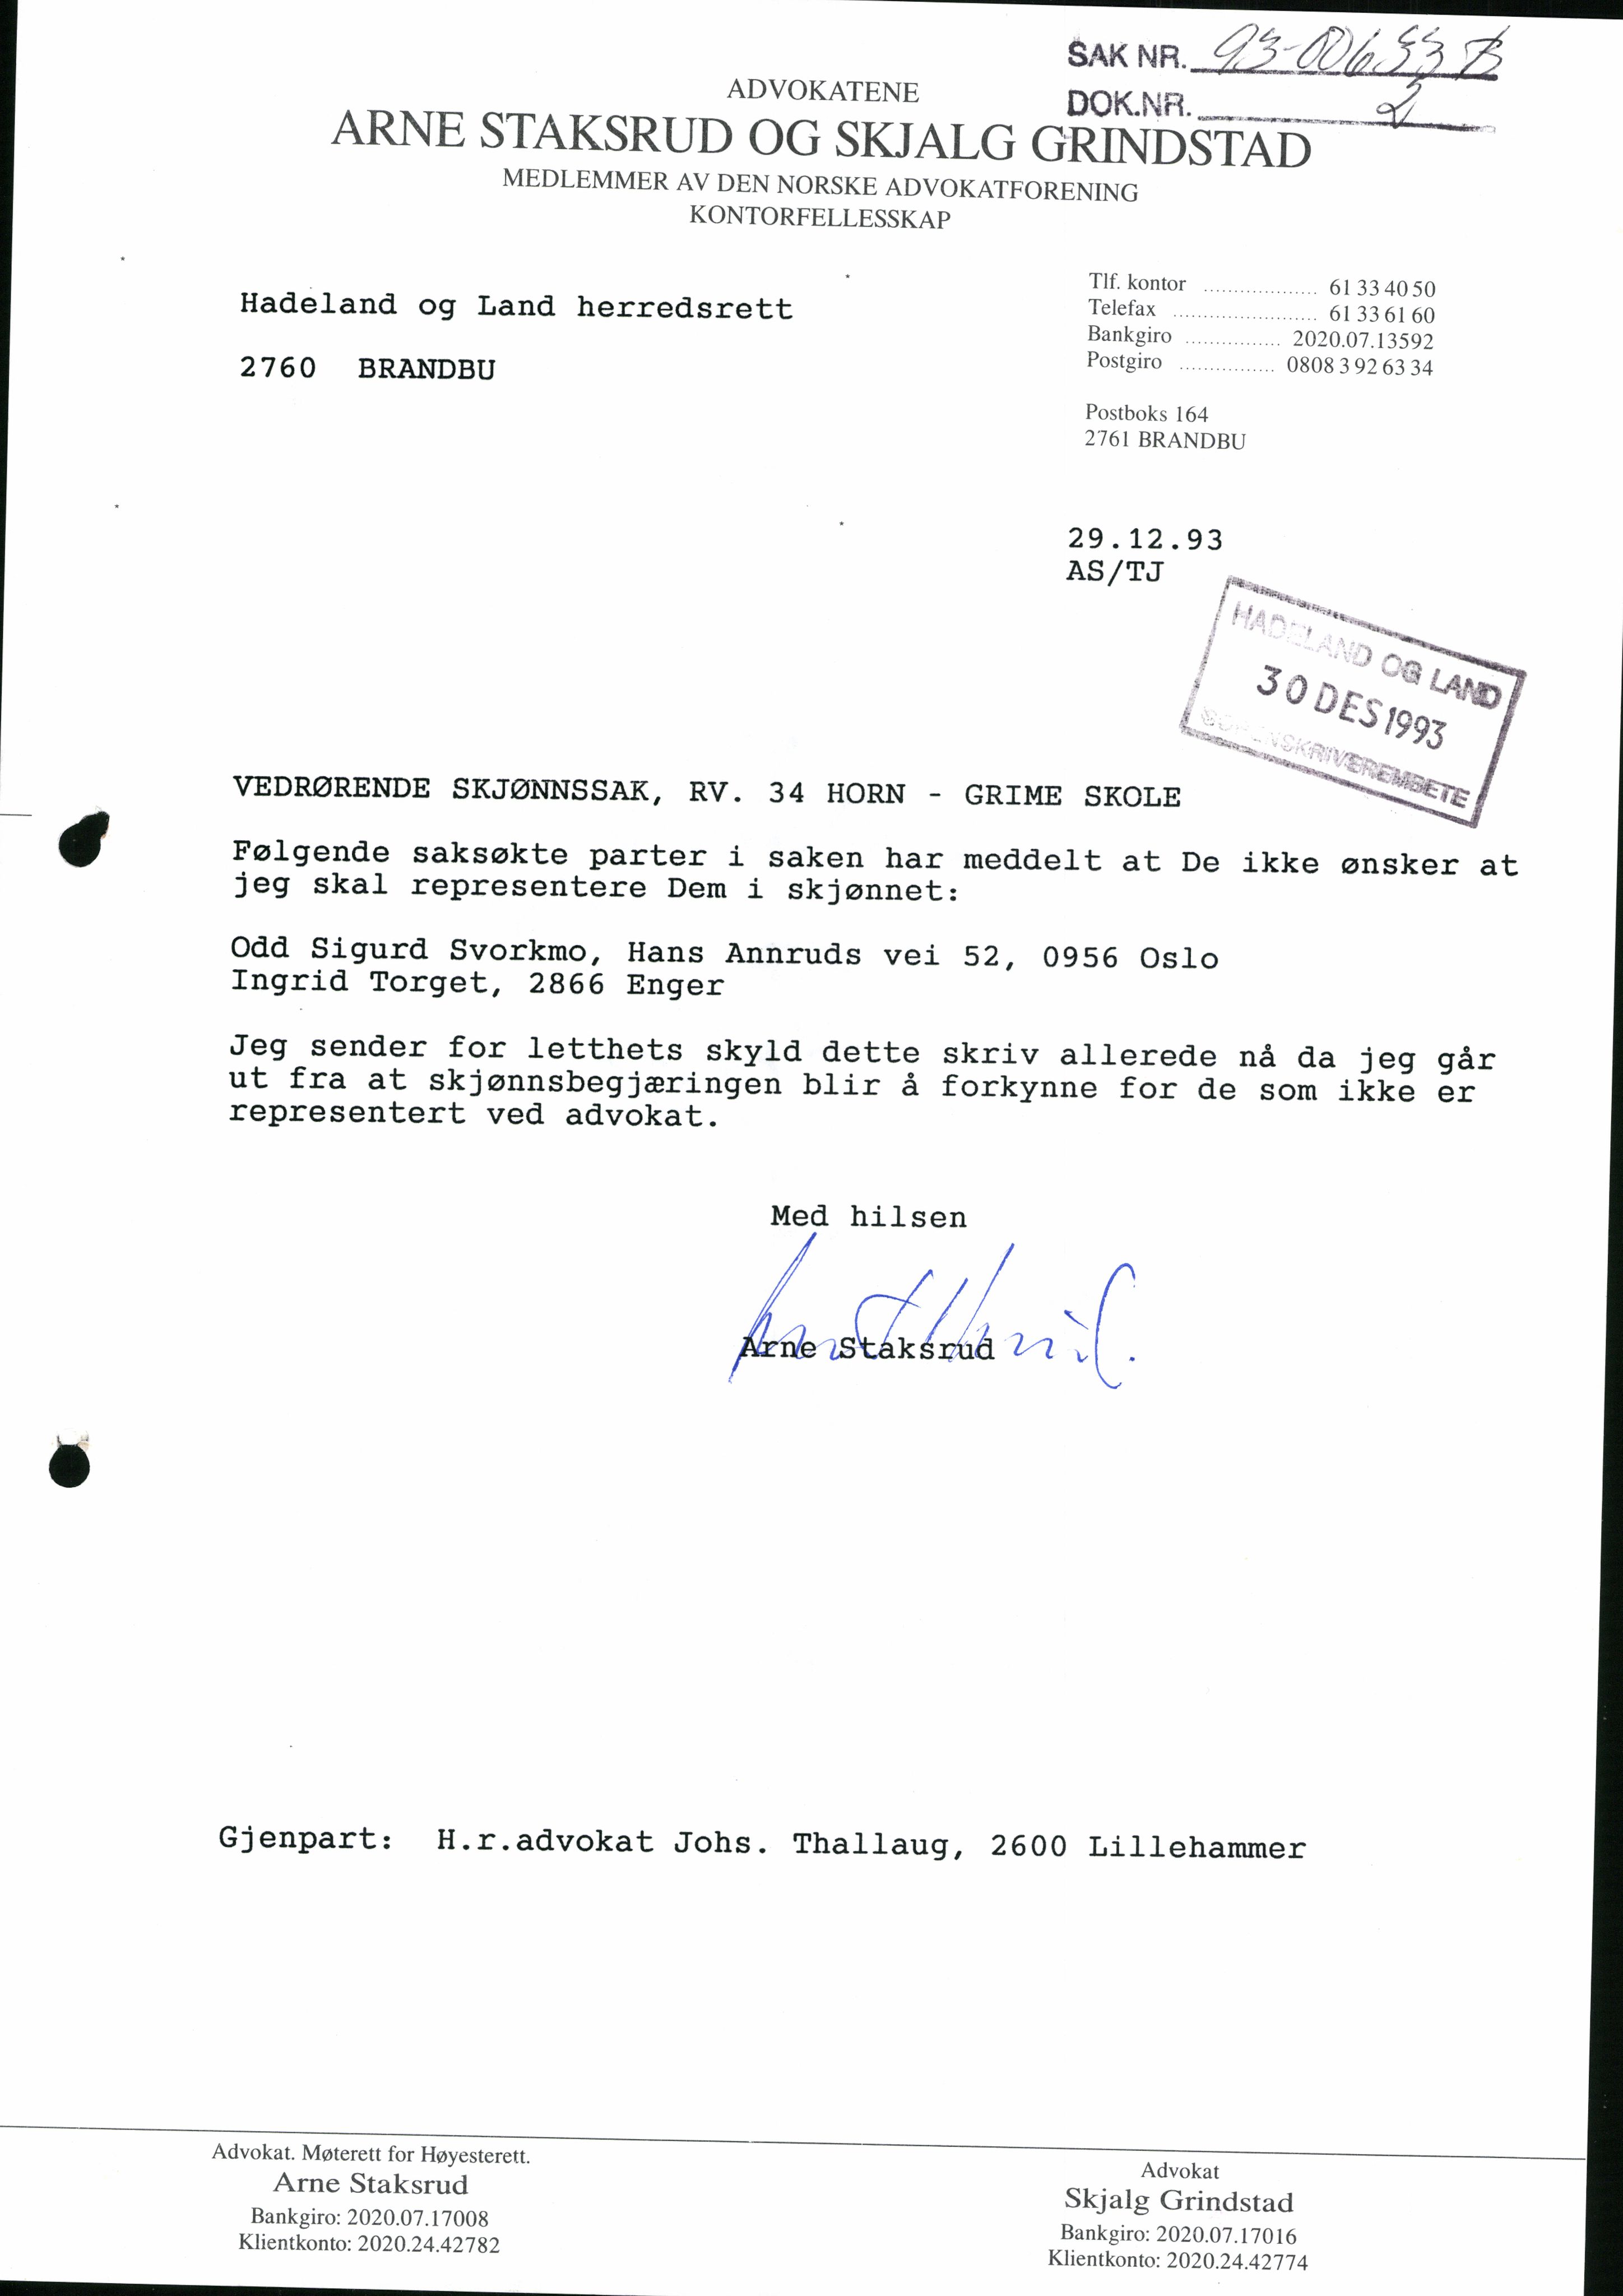 SAK NR. 93-00633 B
DOK.NR. 2
ADVOKATENE
ARNE STAKSRUD OG SKJALG GRINDSTAD
MEDLEMMER AV DEN NORSKE ADVOKATFORENING
KONTORFELLESSKAP
Hadeland og Land herredsrett
2760 BRANDBU
Tlf. kontor .................. 61 33 40 50
Telefax ....................... 61 33 61 60
Bankgiro ............... 2020.07.13592
Postgiro ............... 0808 3 92 63 34
Postboks 164
2761 BRANDBU
29.12.93
AS/TJ
HADELAND OG LAND
30 DES 1993
SORENSKRIVEREMBETE
VEDRØRENDE SKJØNNSSAK, RV. 34 HORN - GRIME SKOLE
Følgende saksøkte parter i saken har meddelt at De ikke ønsker at
jeg skal representere Dem i skjønnet:
Odd Sigurd Svorkmo, Hans Annruds vei 52, 0956 Oslo
Ingrid Torget, 2866 Enger
Jeg sender for letthets skyld dette skriv allerede nå da jeg går
ut fra at skjønnsbegjæringen blir å forkynne for de som ikke er
representert ved advokat.
Med hilsen
Arne Staksrud
Gjenpart: H.r.advokat Johs. Thallaug, 2600 Lillehammer
Advokat. Møterett for Høyesterett.
Arne Staksrud
Bankgiro: 2020.07.17008
Klientkonto: 2020.24.42782
Advokat
Skjalg Grindstad
Bankgiro: 2020.07.17016
Klientkonto: 2020.24.42774